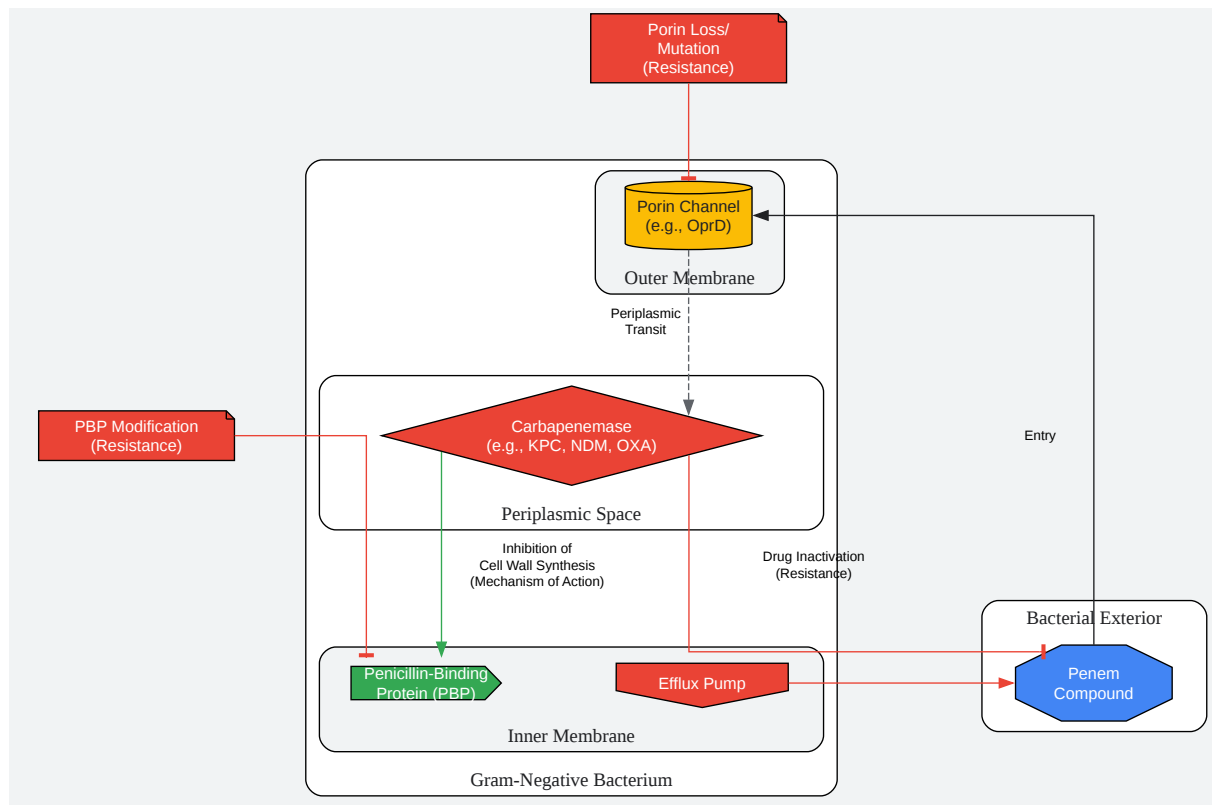 Porin Loss/
Mutation
(Resistance)
Porin Channel
(e.g., OprD)
Outer Membrane
Periplasmic
Transit
PBP Modification
(Resistance)
Carbapenemase
(e.g., KPC, NDM, OXA)
Entry
Periplasmic Space
Inhibition of
Cell Wall Synthesis
(Mechanism of Action)
Drug Inactivation
(Resistance)
Bacterial Exterior
Penem
Compound
Penicillin-Binding
Protein (PBP)
Efflux Pump
Inner Membrane
Gram-Negative Bacterium